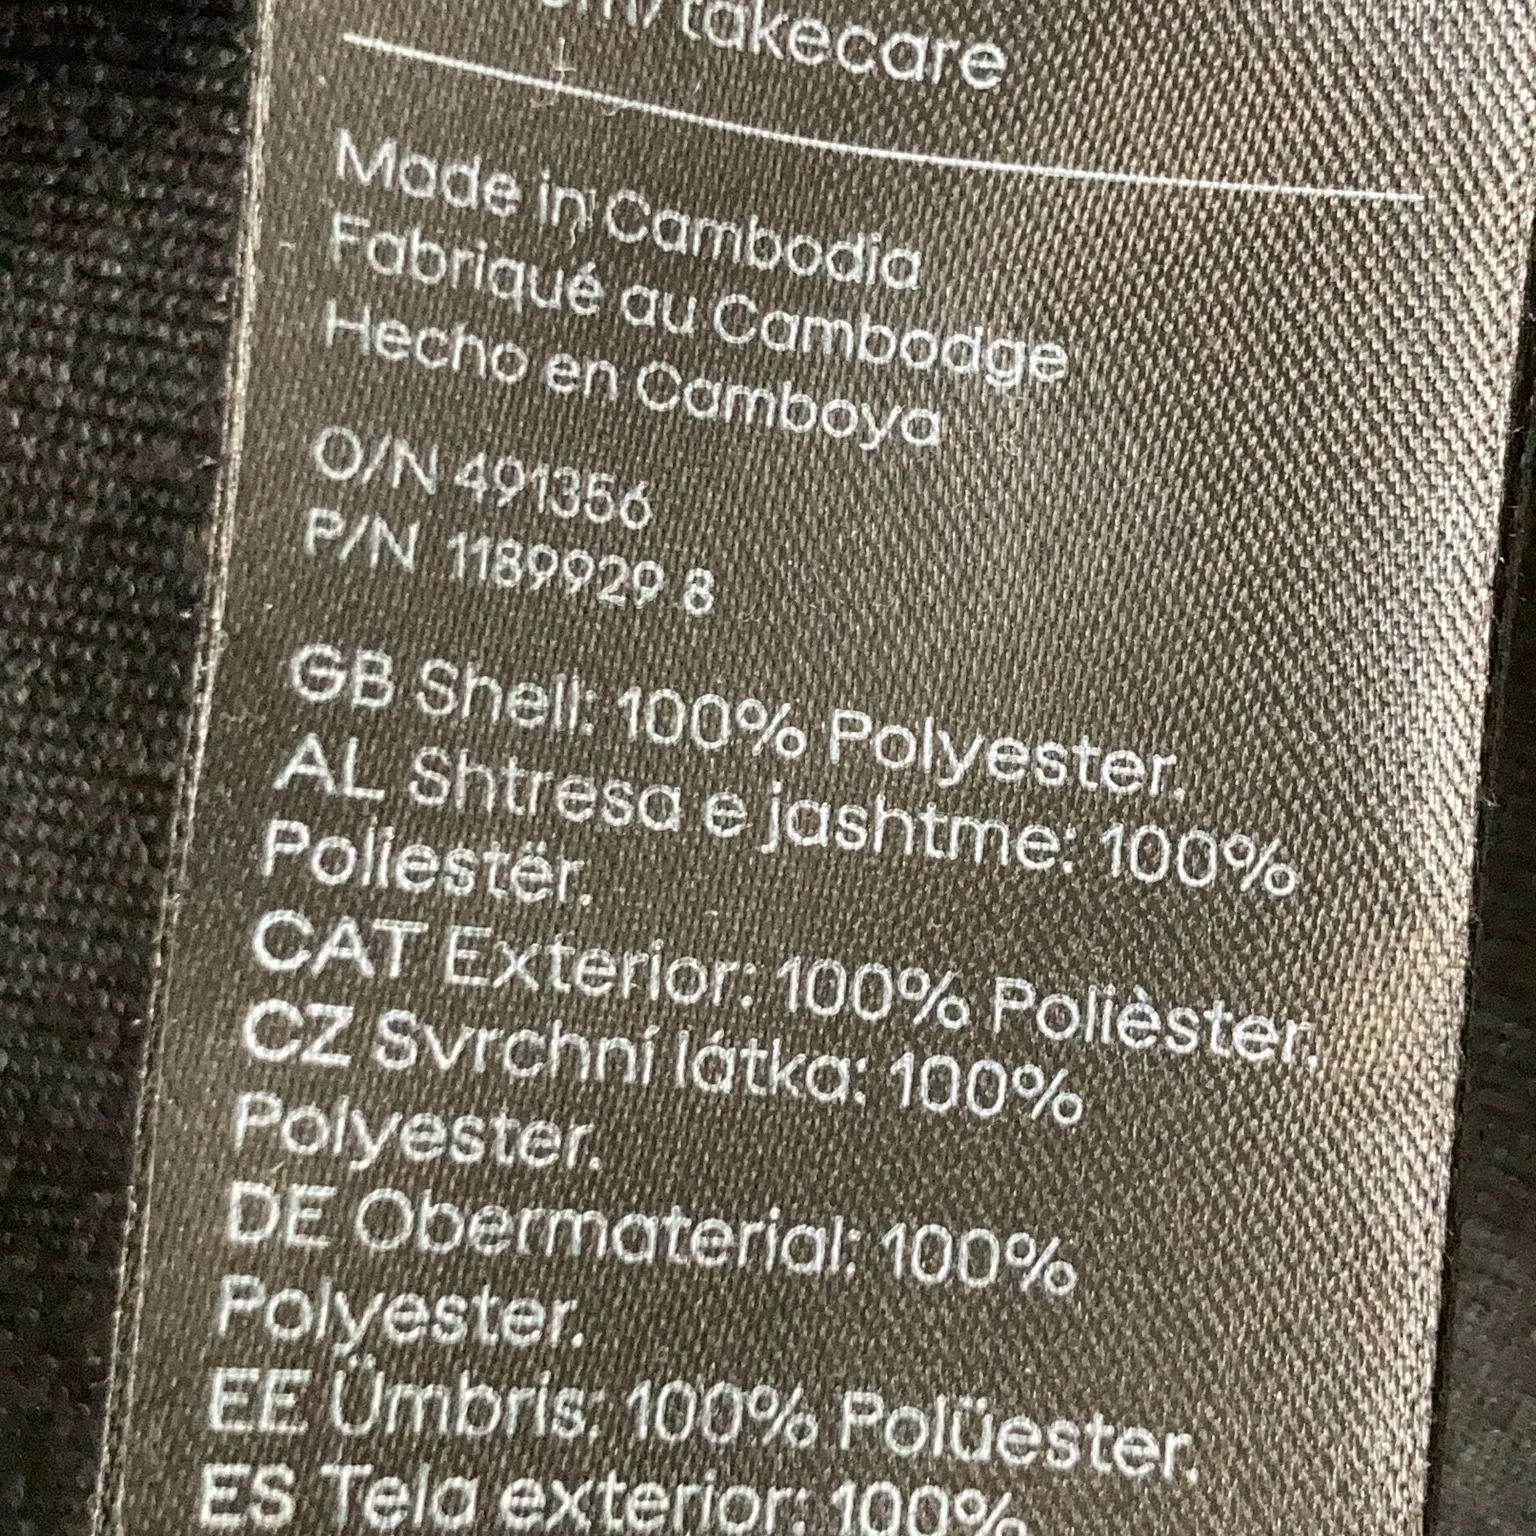 takecare
Made in Cambodia
Fabriqué au Cambodge
Hecho en Camboya
O/N 491356
P/N 1189929 8
GB Shell: 100% Polyester.
AL Shtresa e jashtme: 100%
Poliestër.
CAT Exterior: 100% Polièster.
CZ Svrchní látka: 100%
Polyester.
DE Obermaterial: 100%
Polyester.
EE Ümbris: 100% Polüester.
ES Tela exterior: 100%